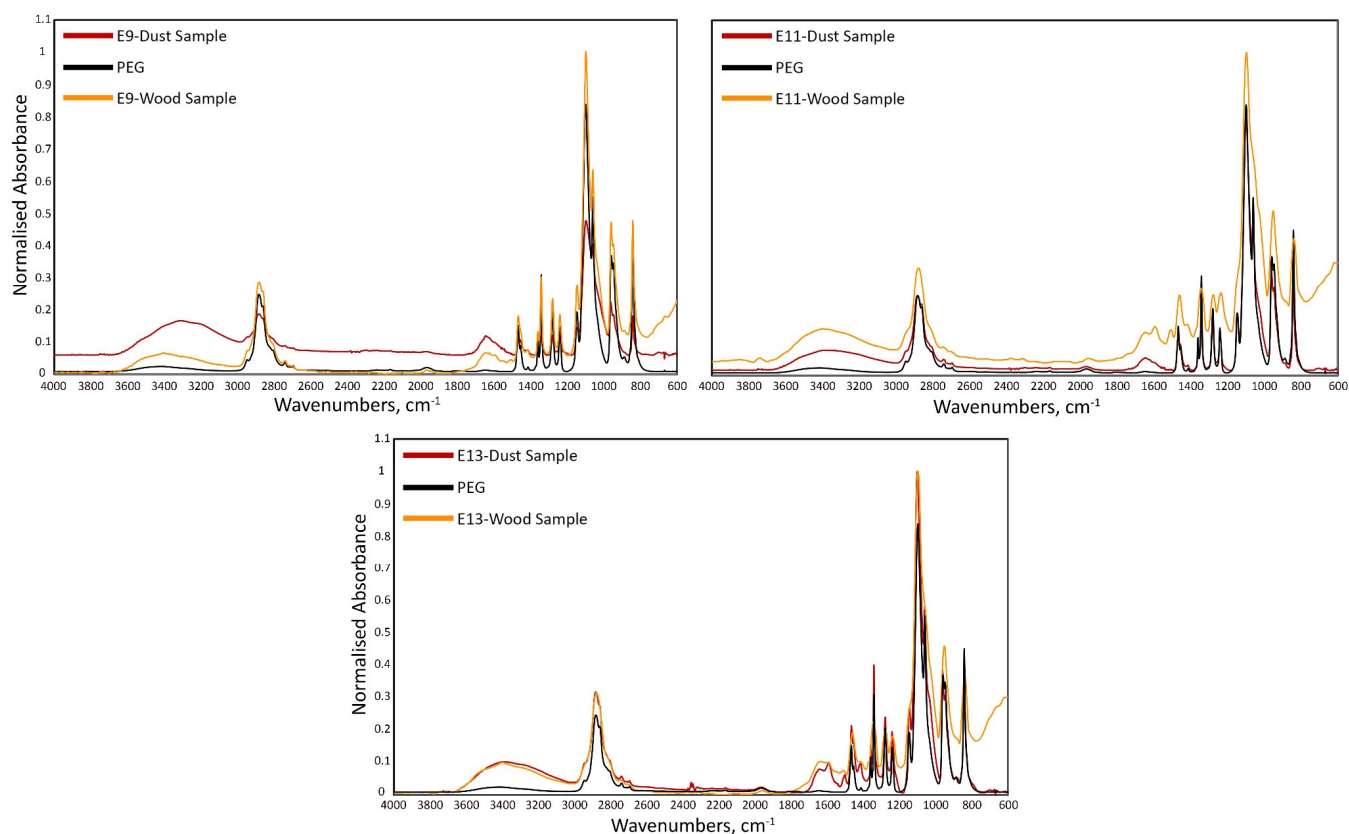 E9-Dust Sample
PEG
E9-Wood Sample
Normalised Absorbance
1.1
1
0.9
0.8
0.7
0.6
0.5
0.4
0.3
0.2
0.1
0
4000 3800 3600 3400 3200 3000 2800 2600 2400 2200 2000 1800 1600 1400 1200 1000 800 600
Wavenumbers, cm-1
E11-Dust Sample
PEG
E11-Wood Sample
4000 3800 3600 3400 3200 3000 2800 2600 2400 2200 2000 1800 1600 1400 1200 1000 800 600
Wavenumbers, cm-1
E13-Dust Sample
PEG
E13-Wood Sample
Normalised Absorbance
1.1
1
0.9
0.8
0.7
0.6
0.5
0.4
0.3
0.2
0.1
0
4000 3800 3600 3400 3200 3000 2800 2600 2400 2200 2000 1800 1600 1400 1200 1000 800 600
Wavenumbers, cm-1